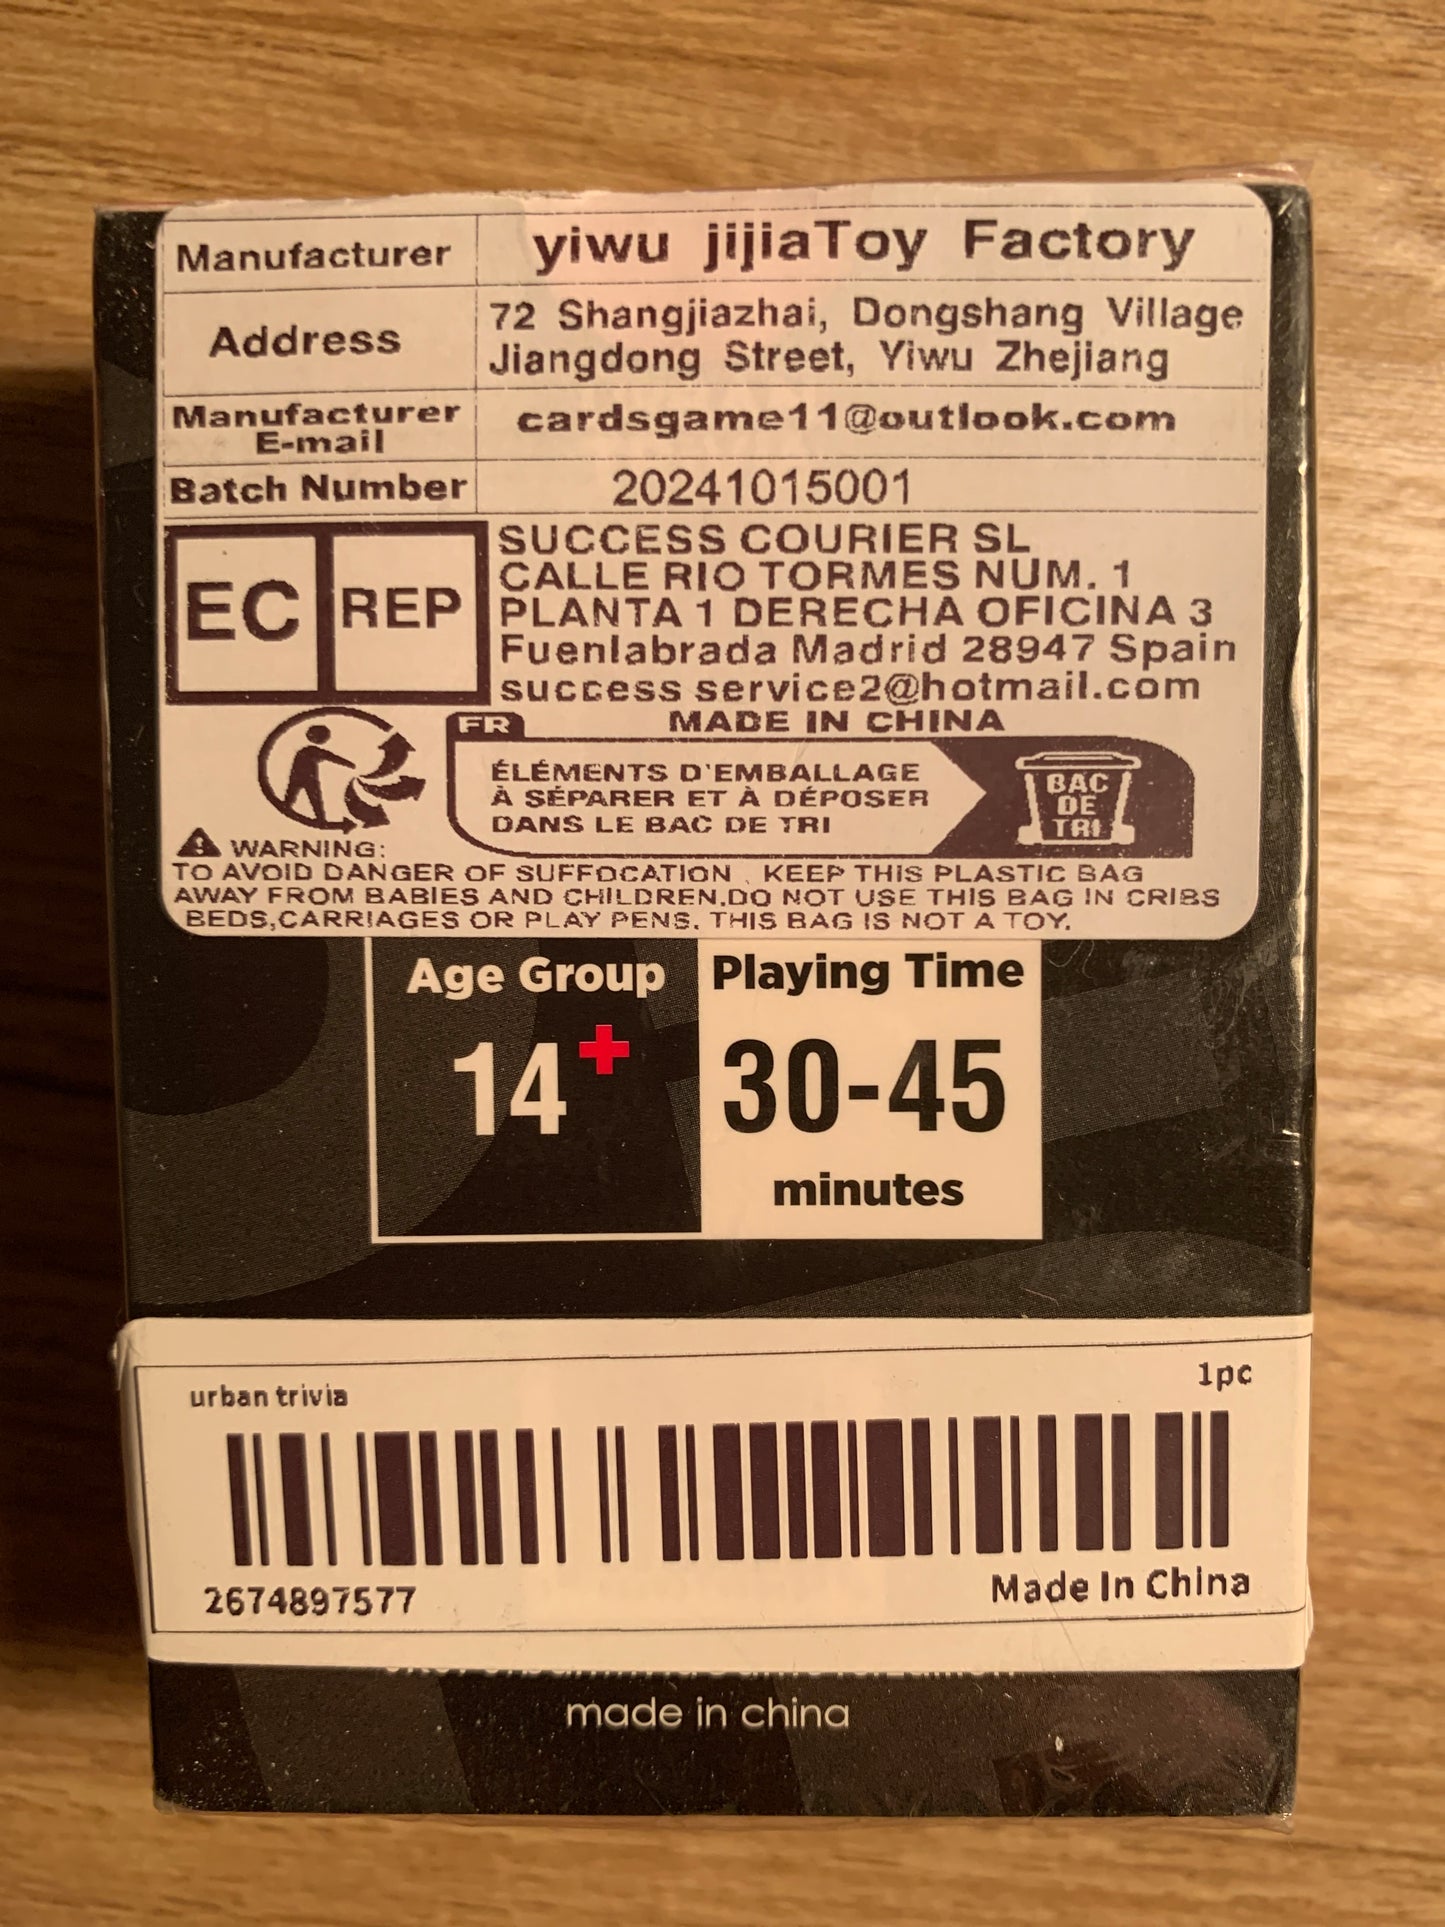 Manufacturer
yiwu jijiaToy Factory
Address
72 Shangjiazhai, Dongshang Village
Jiangdong Street, Yiwu Zhejiang
Manufacturer
E-mail
cardsgame11@outlook.com
Batch Number
20241015001
EC REP
SUCCESS COURIER SL
CALLE RIO TORMES NUM. 1
PLANTA 1 DERECHA OFICINA 3
Fuenlabrada Madrid 28947 Spain
success service2@hotmail.com
FR
MADE IN CHINA
ÉLÉMENTS D'EMBALLAGE
À SÉPARER ET À DÉPOSER
DANS LE BAC DE TRI
BAC
DE
TRI
WARNING:
TO AVOID DANGER OF SUFFOCATION , KEEP THIS PLASTIC BAG
AWAY FROM BABIES AND CHILDREN.DO NOT USE THIS BAG IN CRIBS
BEDS,CARRIAGES OR PLAY PENS. THIS BAG IS NOT A TOY.
Age Group
14+
Playing Time
30-45
minutes
urban trivia
1pc
2674897577
Made In China
made in china